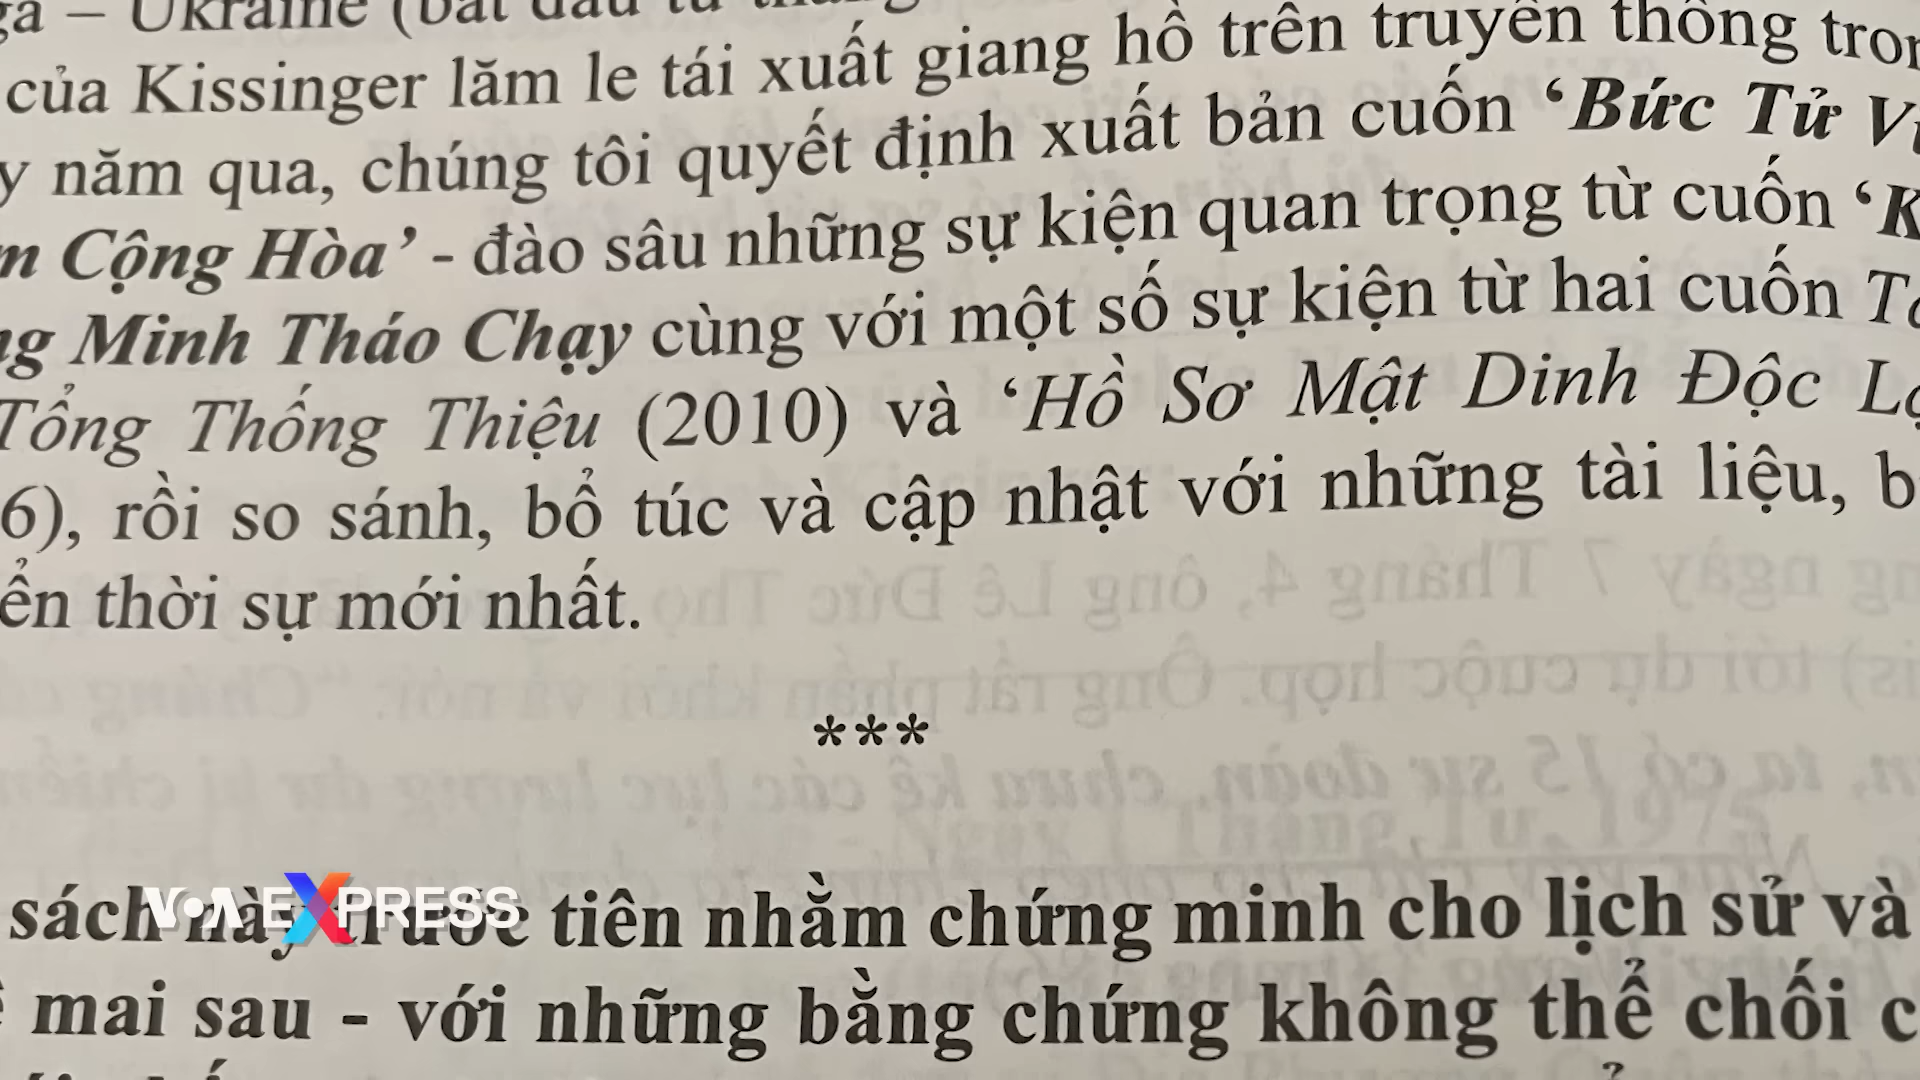 – Ukraine (bắt đầu từ tháng
của Kissinger lăm le tái xuất giang hồ trên truyền thông
năm qua, chúng tôi quyết định xuất bản cuốn ‘Bức Tử
Cộng Hòa’ - đào sâu những sự kiện quan trọng từ cuốn ‘
Minh Tháo Chạy cùng với một số sự kiện từ hai cuốn
Tổng Thống Thiệu (2010) và ‘Hồ Sơ Mật Dinh Độc
6), rồi so sánh, bổ túc và cập nhật với những tài liệu,
thời sự mới nhất.
***
sách này trước tiên nhằm chứng minh cho lịch sử và
VOA EXPRESS
mai sau - với những bằng chứng không thể chối